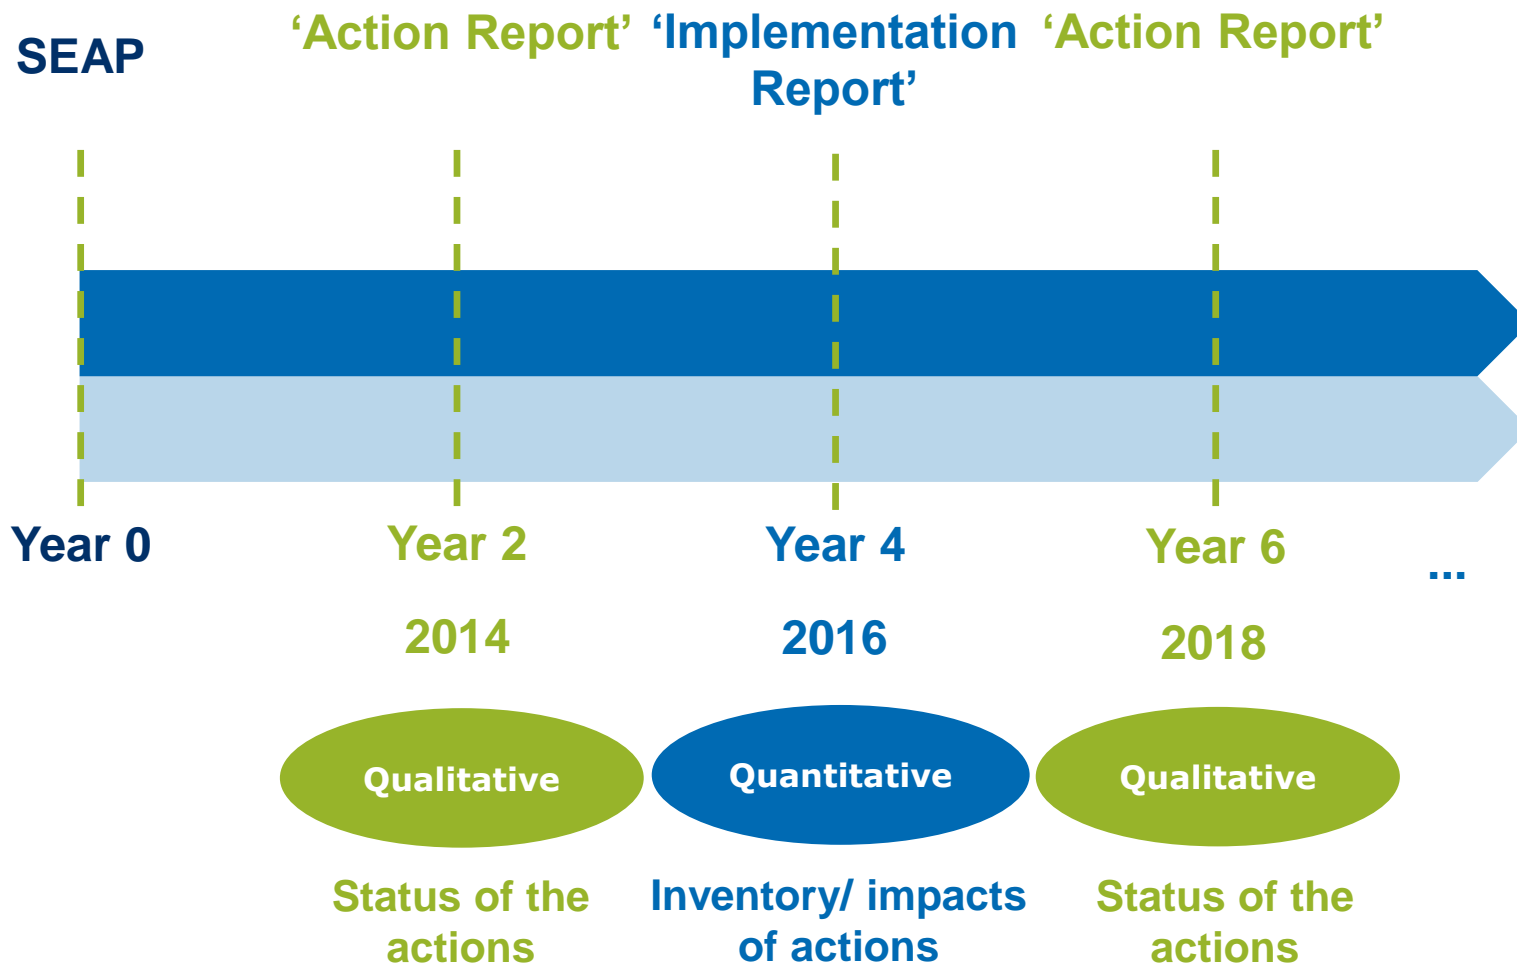 SEAP
‘Action Report’
‘Implementation
Report’
‘Action Report’
Year 0
Year 2
Year 4
Year 6
...
2014
2016
2018
Qualitative
Quantitative
Qualitative
Status of the
actions
Inventory/ impacts
of actions
Status of the
actions